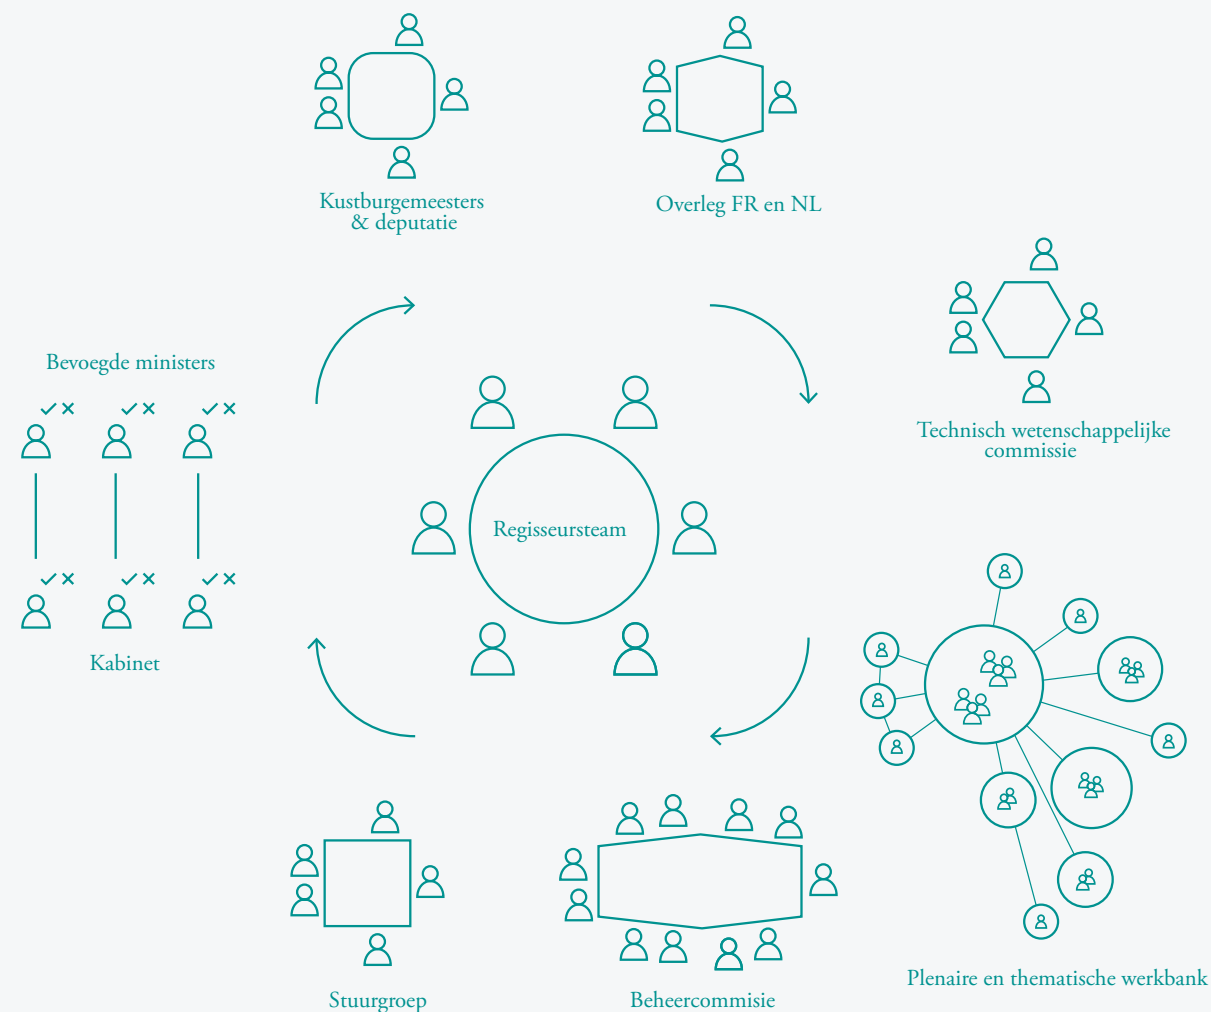 Kustburgemeesters
& deputatie
Overleg FR en NL
Technisch wetenschappelijke
commissie
Bevoegde ministers
Regisseursteam
Kabinet
Plenaire en thematische werkbank
Stuurgroep
Beheercommisie